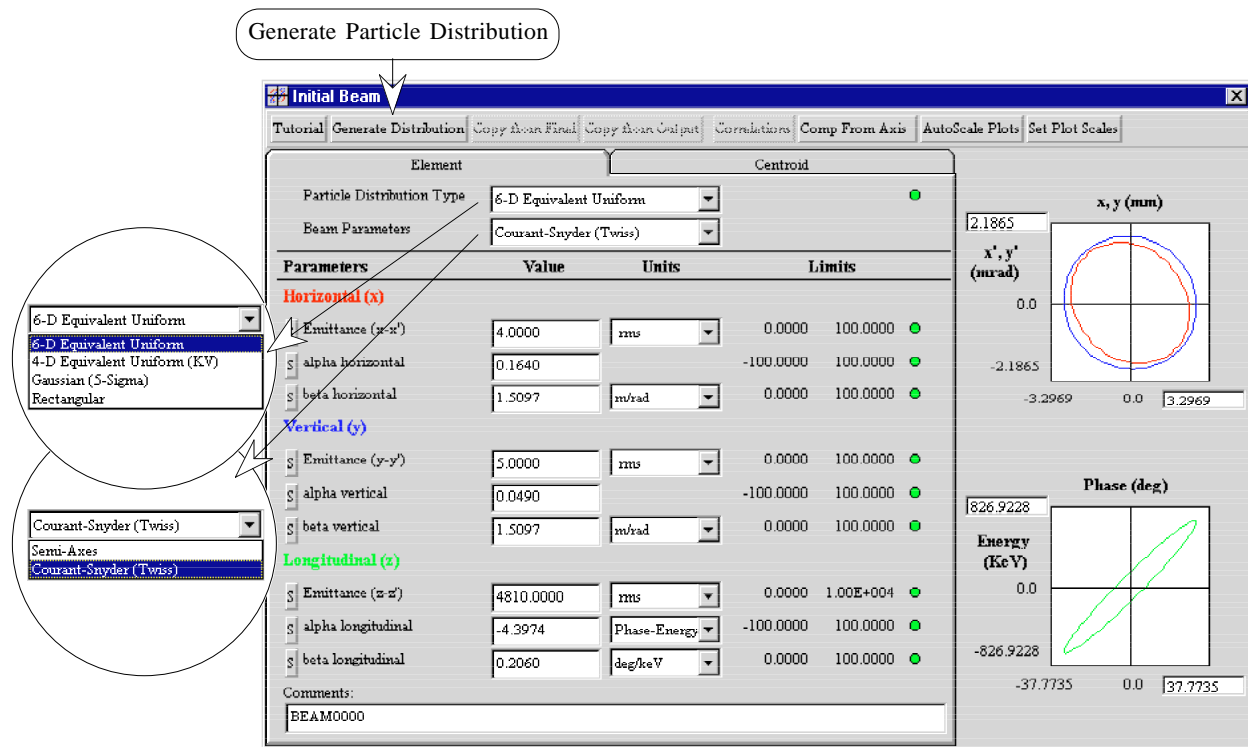 Generate Particle Distribution
Initial Beam
Tutorial Generate Distribution Copy from Final Copy from Output Correlations Comp From Axis AutoScale Plots Set Plot Scales
Element Centroid
Particle Distribution Type 6-D Equivalent Uniform
Beam Parameters Courant-Snyder (Twiss)
Parameters Value Units Limits
Horizontal (x)
S Emittance (x-x') 4.0000 rms 0.0000 100.0000
S alpha horizontal 0.1640 -100.0000 100.0000
S beta horizontal 1.5097 m/rad 0.0000 100.0000
Vertical (y)
S Emittance (y-y') 5.0000 rms 0.0000 100.0000
S alpha vertical 0.0490 -100.0000 100.0000
S beta vertical 1.5097 m/rad 0.0000 100.0000
Longitudinal (z)
S Emittance (z-z') 4810.0000 rms 0.0000 1.00E+004
S alpha longitudinal -4.3974 Phase-Energy -100.0000 100.0000
S beta longitudinal 0.2060 deg/keV 0.0000 100.0000
Comments:
BEAM0000
6-D Equivalent Uniform
6-D Equivalent Uniform
4-D Equivalent Uniform (KV)
Gaussian (5-Sigma)
Rectangular
Courant-Snyder (Twiss)
Semi-Axes
Courant-Snyder (Twiss)
x, y (mm)
2.1865
x', y'
(mrad)
0.0
-2.1865
-3.2969 0.0 3.2969
Phase (deg)
826.9228
Energy
(KeV)
0.0
-826.9228
-37.7735 0.0 37.7735